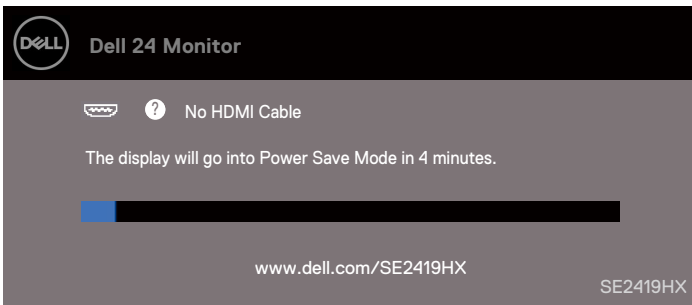 DELL
Dell 24 Monitor
? No HDMI Cable
The display will go into Power Save Mode in 4 minutes.
www.dell.com/SE2419HX
SE2419HX